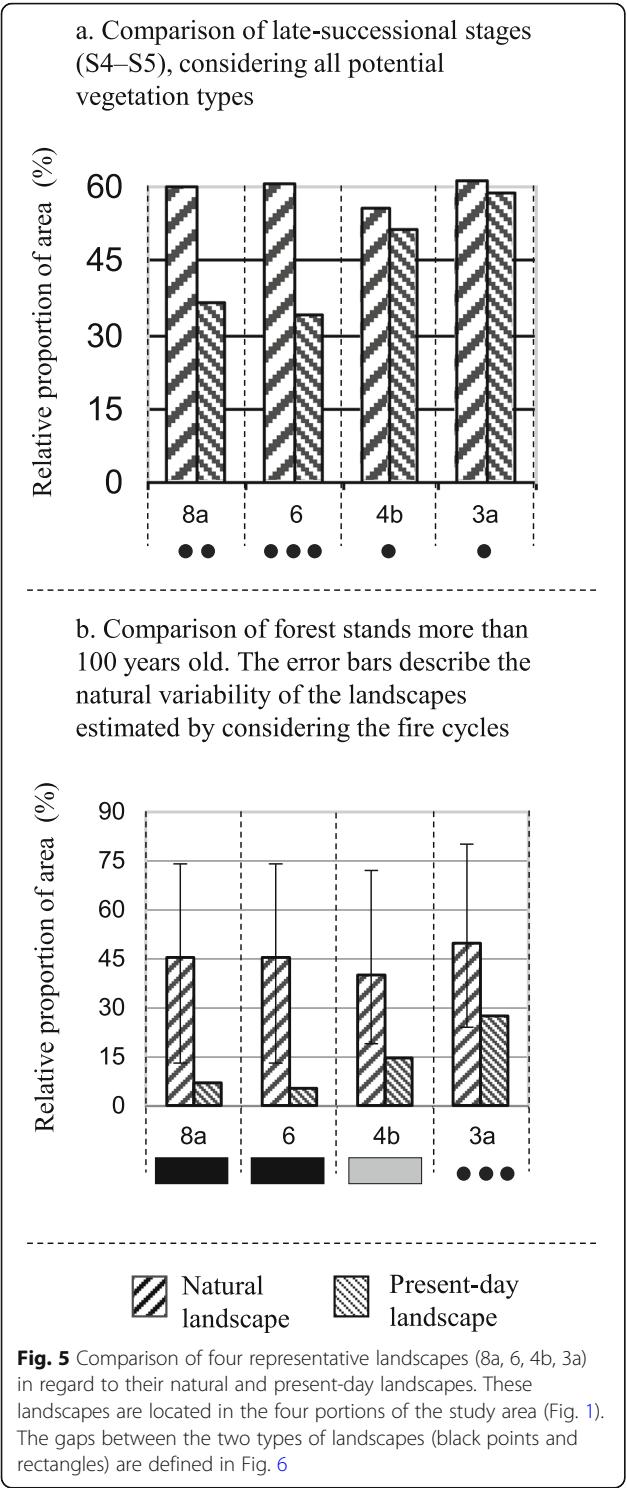 a. Comparison of late-successional stages
(S4–S5), considering all potential
vegetation types
Relative proportion of area (%)
60
45
30
15
0
8a 6 4b 3a
b. Comparison of forest stands more than
100 years old. The error bars describe the
natural variability of the landscapes
estimated by considering the fire cycles
Relative proportion of area (%)
90
75
60
45
30
15
0
8a 6 4b 3a
Natural
landscape
Present-day
landscape
Fig. 5 Comparison of four representative landscapes (8a, 6, 4b, 3a)
in regard to their natural and present-day landscapes. These
landscapes are located in the four portions of the study area (Fig. 1).
The gaps between the two types of landscapes (black points and
rectangles) are defined in Fig. 6